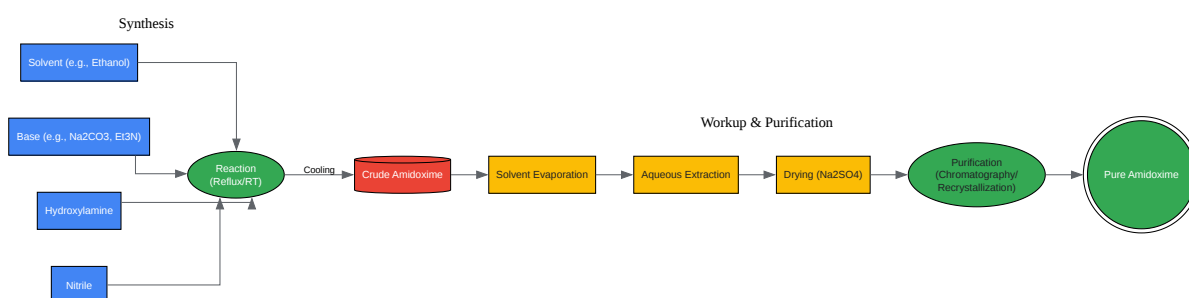 Synthesis
Solvent (e.g., Ethanol)
Base (e.g., Na2CO3, Et3N)
Hydroxylamine
Nitrile
Reaction
(Reflux/RT)
Cooling
Crude Amidoxime
Workup & Purification
Solvent Evaporation
Aqueous Extraction
Drying (Na2SO4)
Purification
(Chromatography/
Recrystallization)
Pure Amidoxime